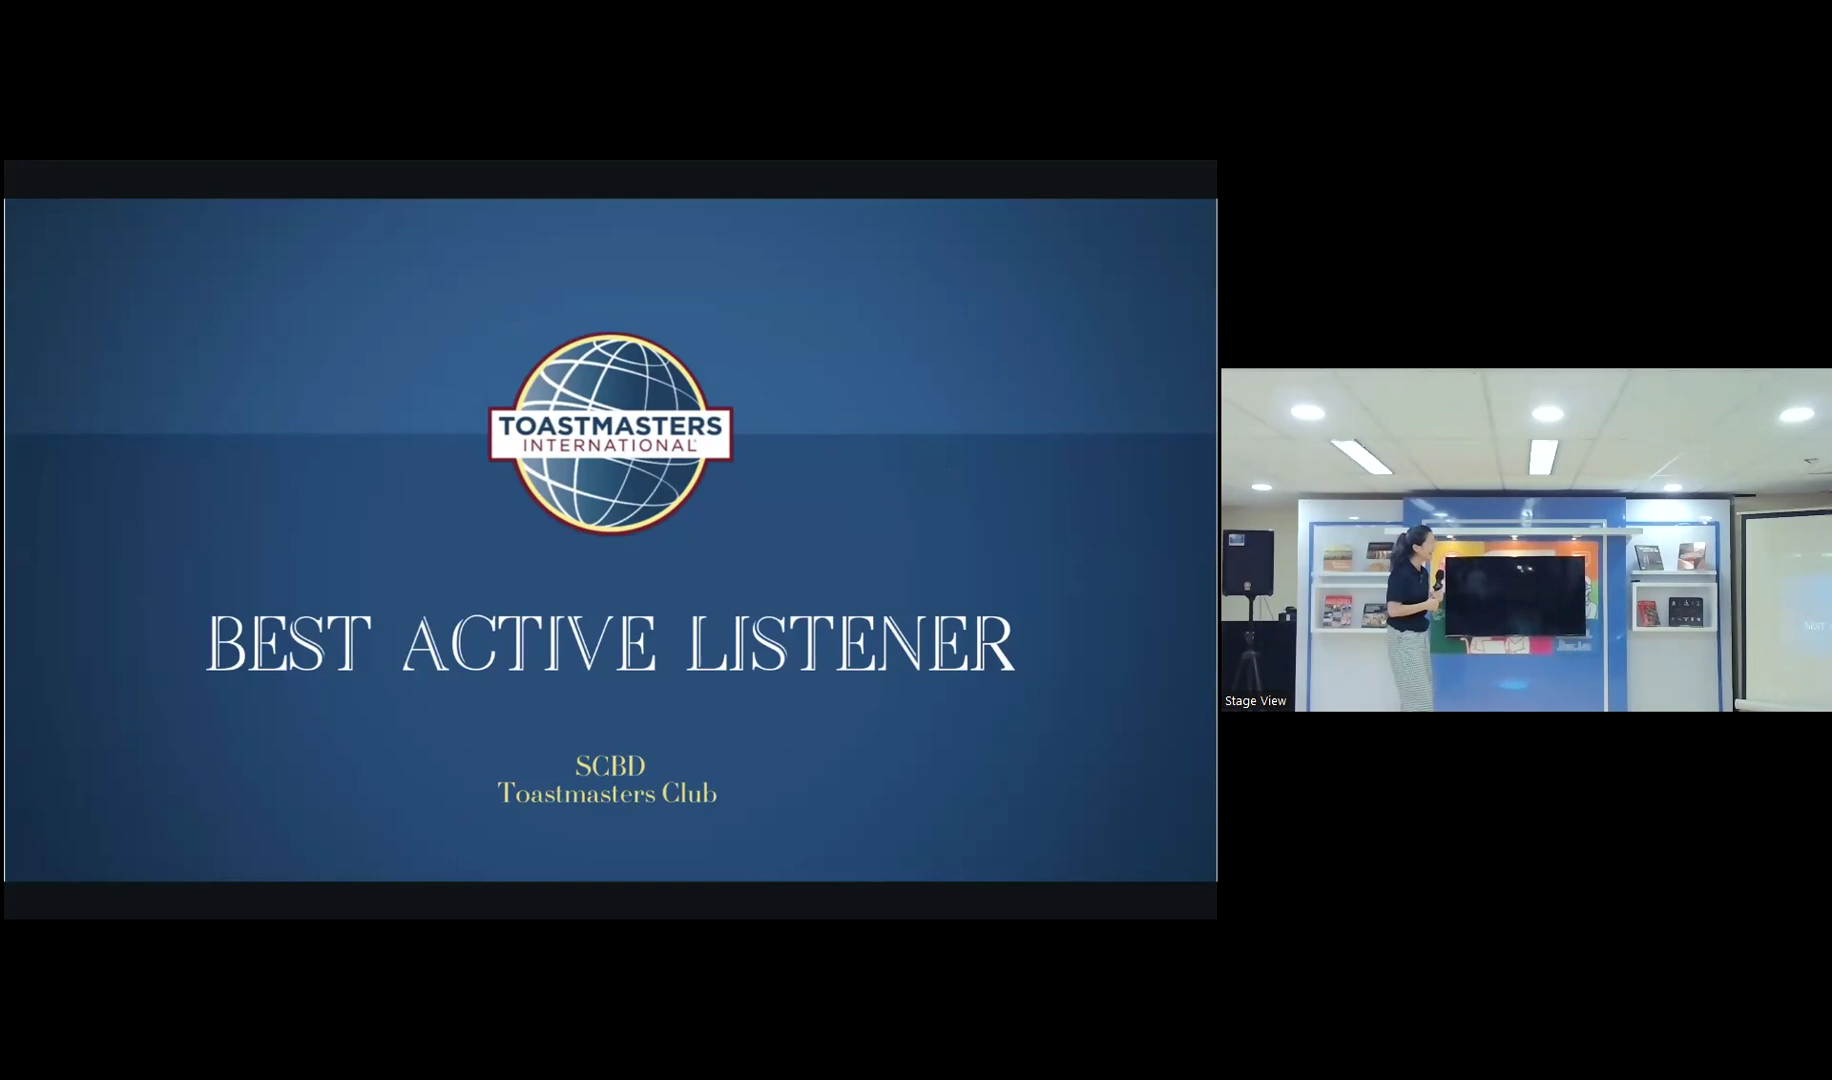 TOASTMASTERS
INTERNATIONAL
BEST ACTIVE LISTENER
SCBD
Toastmasters Club
Stage View